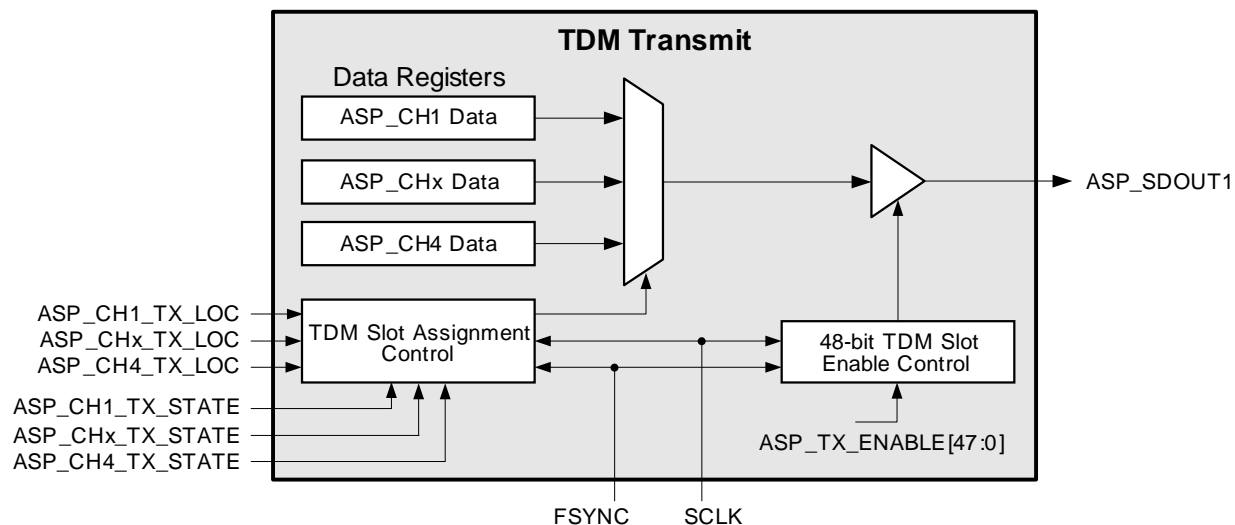 TDM Transmit
Data Registers
ASP_CH1 Data
ASP_CHx Data
ASP_CH4 Data
ASP_SDOUT1
ASP_CH1_TX_LOC
ASP_CHx_TX_LOC
ASP_CH4_TX_LOC
TDM Slot Assignment
Control
48-bit TDM Slot
Enable Control
ASP_CH1_TX_STATE
ASP_CHx_TX_STATE
ASP_CH4_TX_STATE
ASP_TX_ENABLE[47:0]
FSYNC
SCLK